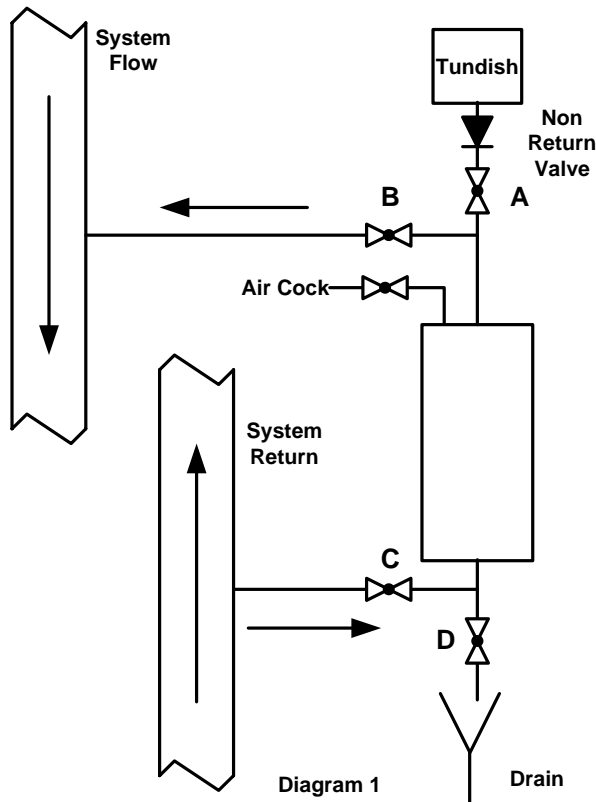 System
Flow
Tundish
Non
Return
Valve
B
A
Air Cock
System
Return
C
D
Diagram 1
Drain